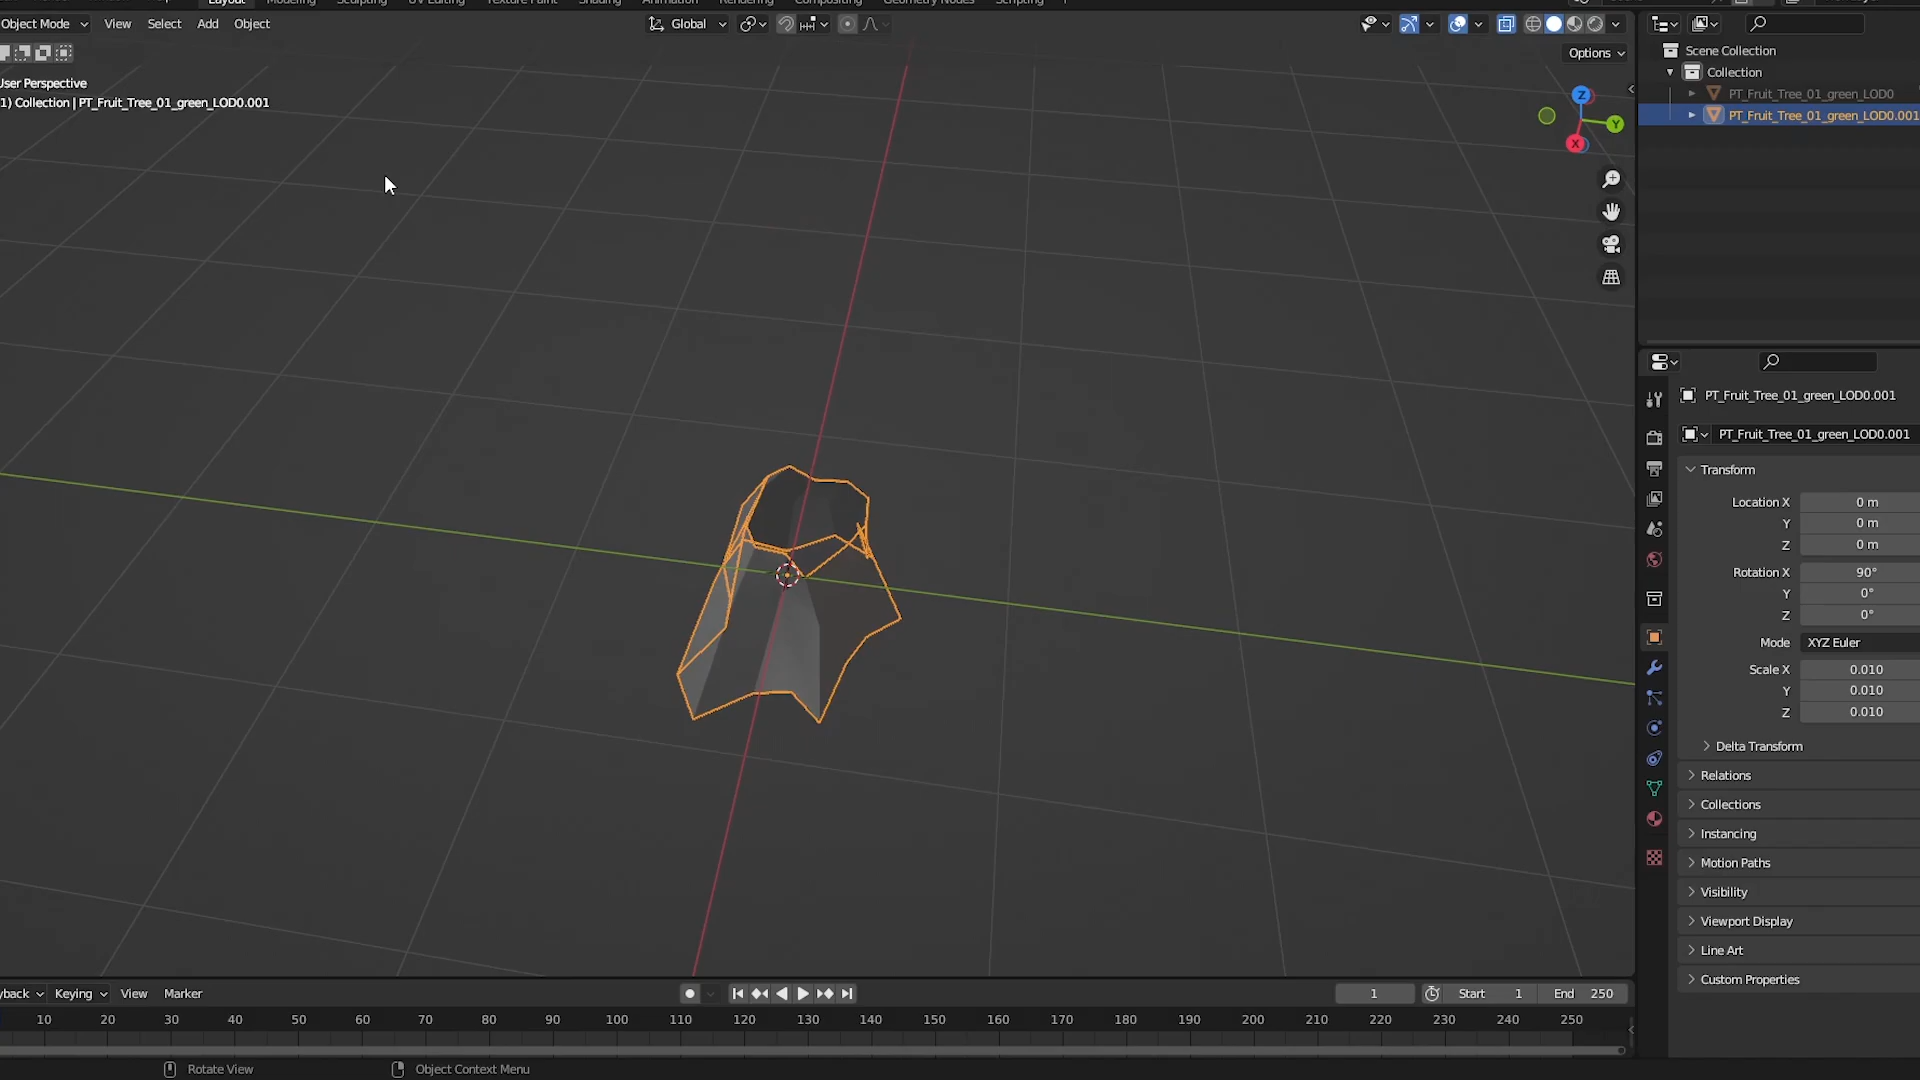 Layout
Object Mode
View
Select
Add
Object
Global
Options
User Perspective
1) Collection | PT_Fruit_Tree_01_green_LOD0.001
Z
Y
X
Scene Collection
Collection
PT_Fruit_Tree_01_green_LOD0
PT_Fruit_Tree_01_green_LOD0.001
PT_Fruit_Tree_01_green_LOD0.001
PT_Fruit_Tree_01_green_LOD0.001
Transform
Location X 0 m
Y 0 m
Z 0 m
Rotation X 90°
Y 0°
Z 0°
Mode XYZ Euler
Scale X 0.010
Y 0.010
Z 0.010
Delta Transform
Relations
Collections
Instancing
Motion Paths
Visibility
Viewport Display
Line Art
Custom Properties
yback
Keying
View
Marker
1
Start 1
End 250
10 20 30 40 50 60 70 80 90 100 110 120 130 140 150 160 170 180 190 200 210 220 230 240 250
Rotate View
Object Context Menu